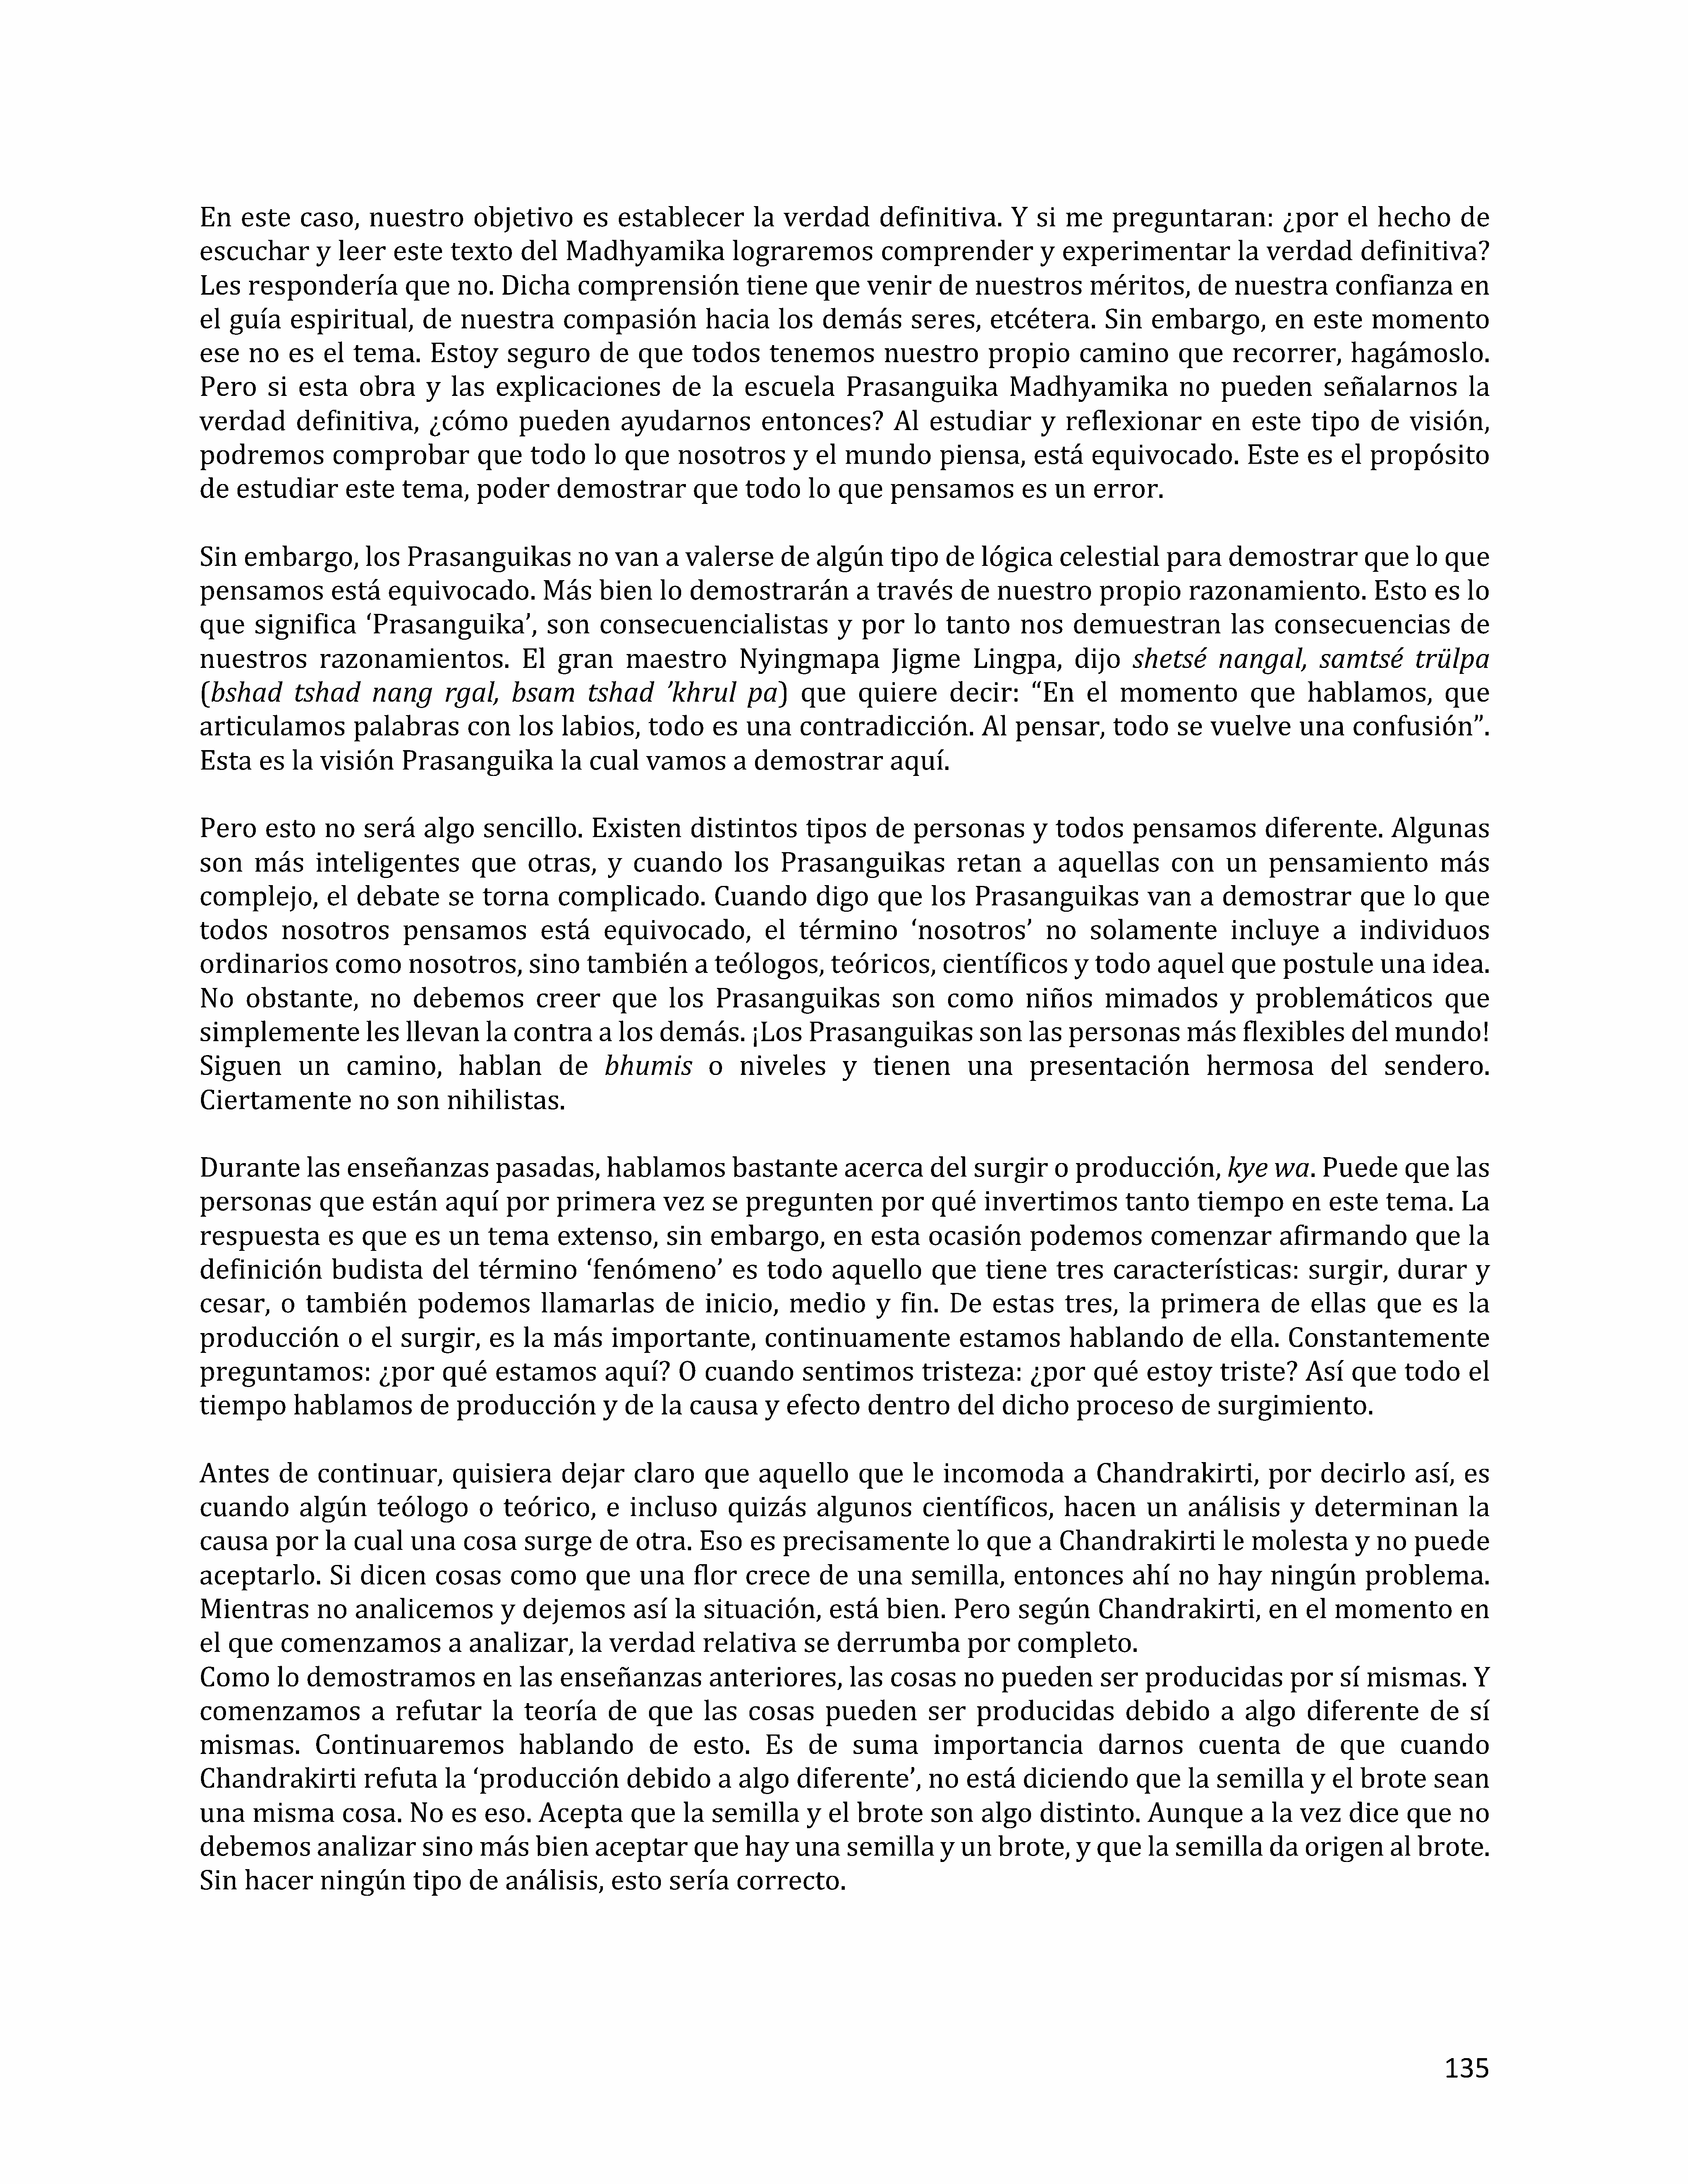 En este caso, nuestro objetivo es establecer la verdad definitiva. Y si me preguntaran: ¿por el hecho de
escuchar y leer este texto del Madhyamika lograremos comprender y experimentar la verdad definitiva?
Les respondería que no. Dicha comprensión tiene que venir de nuestros méritos, de nuestra confianza en
el guía espiritual, de nuestra compasión hacia los demás seres, etcétera. Sin embargo, en este momento
ese no es el tema. Estoy seguro de que todos tenemos nuestro propio camino que recorrer, hagámoslo.
Pero si esta obra y las explicaciones de la escuela Prasanguika Madhyamika no pueden señalarnos la
verdad definitiva, ¿cómo pueden ayudarnos entonces? Al estudiar y reflexionar en este tipo de visión,
podremos comprobar que todo lo que nosotros y el mundo piensa, está equivocado. Este es el propósito
de estudiar este tema, poder demostrar que todo lo que pensamos es un error.

Sin embargo, los Prasanguikas no van a valerse de algún tipo de lógica celestial para demostrar que lo que
pensamos está equivocado. Más bien lo demostrarán a través de nuestro propio razonamiento. Esto es lo
que significa ‘Prasanguika’, son consecuencialistas y por lo tanto nos demuestran las consecuencias de
nuestros razonamientos. El gran maestro Nyingmapa Jigme Lingpa, dijo shetsé nangal, samtsé trülpa
(bshad tshad nang rgal, bsam tshad ’khrul pa) que quiere decir: “En el momento que hablamos, que
articulamos palabras con los labios, todo es una contradicción. Al pensar, todo se vuelve una confusión”.
Esta es la visión Prasanguika la cual vamos a demostrar aquí.

Pero esto no será algo sencillo. Existen distintos tipos de personas y todos pensamos diferente. Algunas
son más inteligentes que otras, y cuando los Prasanguikas retan a aquellas con un pensamiento más
complejo, el debate se torna complicado. Cuando digo que los Prasanguikas van a demostrar que lo que
todos nosotros pensamos está equivocado, el término ‘nosotros’ no solamente incluye a individuos
ordinarios como nosotros, sino también a teólogos, teóricos, científicos y todo aquel que postule una idea.
No obstante, no debemos creer que los Prasanguikas son como niños mimados y problemáticos que
simplemente les llevan la contra a los demás. ¡Los Prasanguikas son las personas más flexibles del mundo!
Siguen un camino, hablan de bhumis o niveles y tienen una presentación hermosa del sendero.
Ciertamente no son nihilistas.

Durante las enseñanzas pasadas, hablamos bastante acerca del surgir o producción, kye wa. Puede que las
personas que están aquí por primera vez se pregunten por qué invertimos tanto tiempo en este tema. La
respuesta es que es un tema extenso, sin embargo, en esta ocasión podemos comenzar afirmando que la
definición budista del término ‘fenómeno’ es todo aquello que tiene tres características: surgir, durar y
cesar, o también podemos llamarlas de inicio, medio y fin. De estas tres, la primera de ellas que es la
producción o el surgir, es la más importante, continuamente estamos hablando de ella. Constantemente
preguntamos: ¿por qué estamos aquí? O cuando sentimos tristeza: ¿por qué estoy triste? Así que todo el
tiempo hablamos de producción y de la causa y efecto dentro del dicho proceso de surgimiento.

Antes de continuar, quisiera dejar claro que aquello que le incomoda a Chandrakirti, por decirlo así, es
cuando algún teólogo o teórico, e incluso quizás algunos científicos, hacen un análisis y determinan la
causa por la cual una cosa surge de otra. Eso es precisamente lo que a Chandrakirti le molesta y no puede
aceptarlo. Si dicen cosas como que una flor crece de una semilla, entonces ahí no hay ningún problema.
Mientras no analicemos y dejemos así la situación, está bien. Pero según Chandrakirti, en el momento en
el que comenzamos a analizar, la verdad relativa se derrumba por completo.
Como lo demostramos en las enseñanzas anteriores, las cosas no pueden ser producidas por sí mismas. Y
comenzamos a refutar la teoría de que las cosas pueden ser producidas debido a algo diferente de sí
mismas. Continuaremos hablando de esto. Es de suma importancia darnos cuenta de que cuando
Chandrakirti refuta la ‘producción debido a algo diferente’, no está diciendo que la semilla y el brote sean
una misma cosa. No es eso. Acepta que la semilla y el brote son algo distinto. Aunque a la vez dice que no
debemos analizar sino más bien aceptar que hay una semilla y un brote, y que la semilla da origen al brote.
Sin hacer ningún tipo de análisis, esto sería correcto.

135